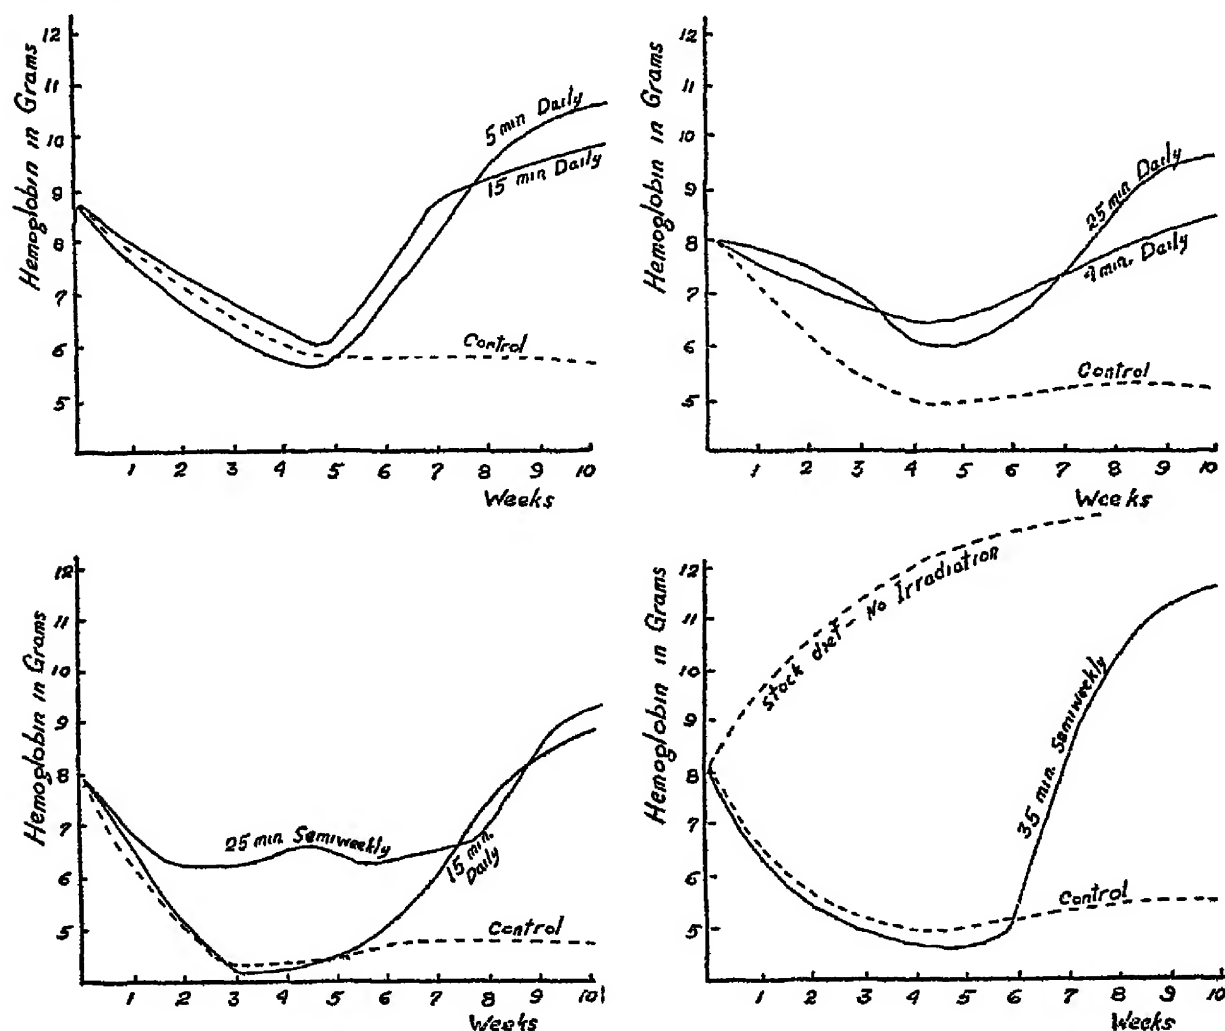 12
11
10
9
8
7
6
5
Hemoglobin in Grams
5 min Daily
15 min Daily
Control
1 2 3 4 5 6 7 8 9 10
Weeks
12
11
10
9
8
7
6
5
Hemoglobin in Grams
25 min Daily
min. Daily
Control
1 2 3 4 5 6 7 8 9 10
Weeks
12
11
10
9
8
7
6
5
Hemoglobin in Grams
25 min Semiweekly
15 min.
Daily
Control
1 2 3 4 5 6 7 8 9 10
Weeks
12
11
10
9
8
7
6
5
Hemoglobin in Grams
Stock diet - No Irradiation
35 min. Semiweekly
Control
1 2 3 4 5 6 7 8 9 10
Weeks